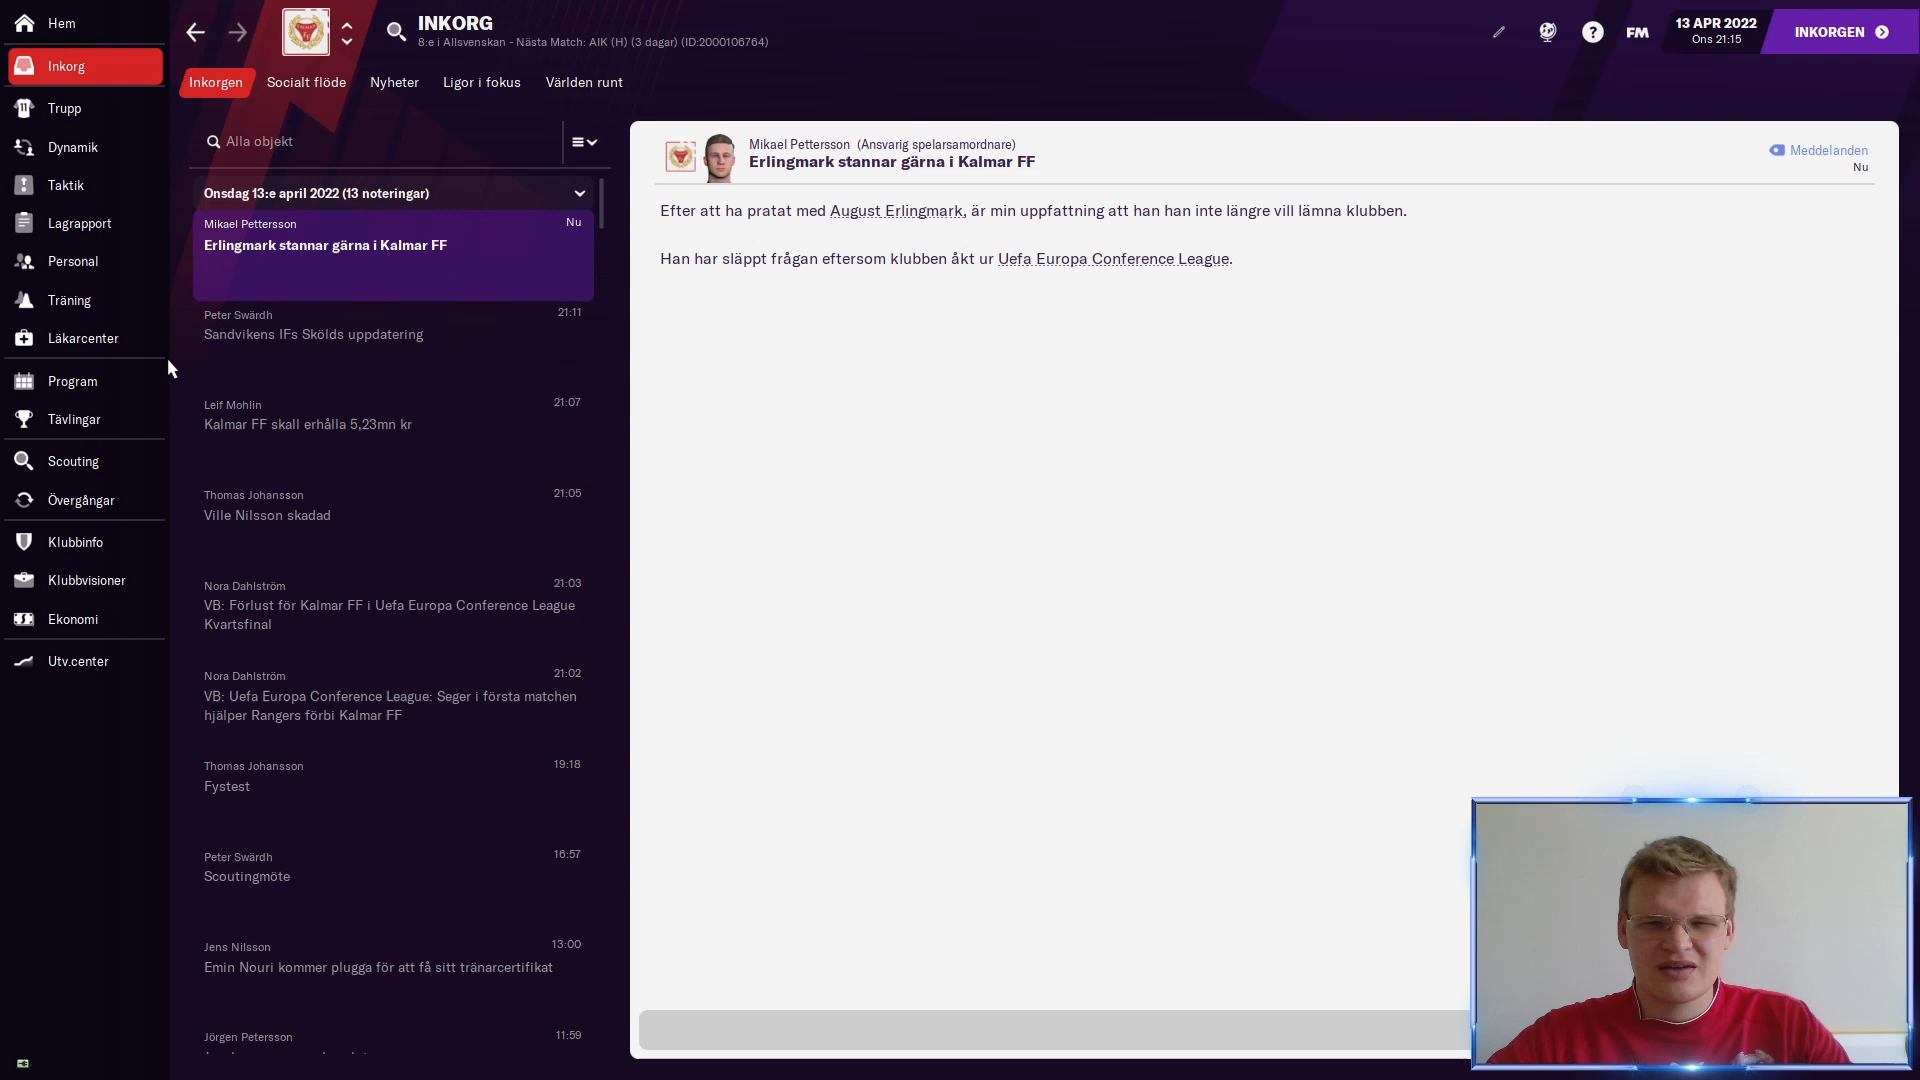 Hem
Inkorg
Trupp
Dynamik
Taktik
Lagrapport
Personal
Träning
Läkarcenter
Program
Tävlingar
Scouting
Övergångar
Klubbinfo
Klubbvisioner
Ekonomi
Utv.center
INKORG
8:e i Allsvenskan - Nästa Match: AIK (H) (3 dagar) (ID:2000106764)
FM
13 APR 2022
Ons 21:15
INKORGEN
Inkorgen
Socialt flöde
Nyheter
Ligor i fokus
Världen runt
Alla objekt
Onsdag 13:e april 2022 (13 noteringar)
Mikael Pettersson
Nu
Erlingmark stannar gärna i Kalmar FF
Peter Swärdh
21:11
Sandvikens IFs Skölds uppdatering
Leif Mohlin
21:07
Kalmar FF skall erhålla 5,23mn kr
Thomas Johansson
21:05
Ville Nilsson skadad
Nora Dahlström
21:03
VB: Förlust för Kalmar FF i Uefa Europa Conference League
Kvartsfinal
Nora Dahlström
21:02
VB: Uefa Europa Conference League: Seger i första matchen
hjälper Rangers förbi Kalmar FF
Thomas Johansson
19:18
Fystest
Peter Swärdh
16:57
Scoutingmöte
Jens Nilsson
13:00
Emin Nouri kommer plugga för att få sitt tränarcertifikat
Jörgen Petersson
11:59
Mikael Pettersson (Ansvarig spelarsamordnare)
Erlingmark stannar gärna i Kalmar FF
Meddelanden
Nu
Efter att ha pratat med August Erlingmark, är min uppfattning att han han inte längre vill lämna klubben.
Han har släppt frågan eftersom klubben åkt ur Uefa Europa Conference League.